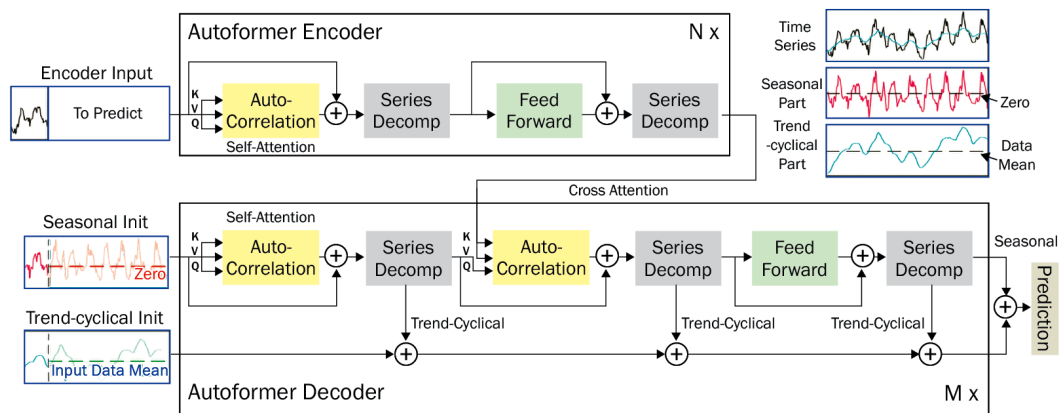 Autoformer Encoder
N x
Time
Series
Encoder Input
To Predict
K
V
Q
Auto-
Correlation
Series
Decomp
Feed
Forward
Series
Decomp
Self-Attention
Seasonal
Part
Zero
Trend
-cyclical
Part
Data
Mean
Cross Attention
Seasonal Init
Zero
Self-Attention
K
V
Q
Auto-
Correlation
Series
Decomp
K
V
Q
Auto-
Correlation
Series
Decomp
Feed
Forward
Series
Decomp
Seasonal
Prediction
Trend-cyclical Init
Input Data Mean
Trend-Cyclical
Trend-Cyclical
Trend-Cyclical
Autoformer Decoder
M x